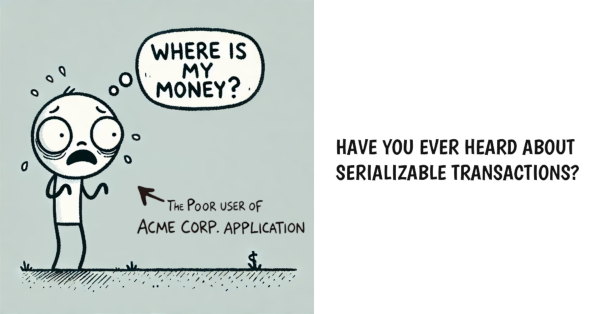 WHERE IS
MY
MONEY?
THE POOR USER OF
ACME CORP. APPLICATION
$
HAVE YOU EVER HEARD ABOUT
SERIALIZABLE TRANSACTIONS?